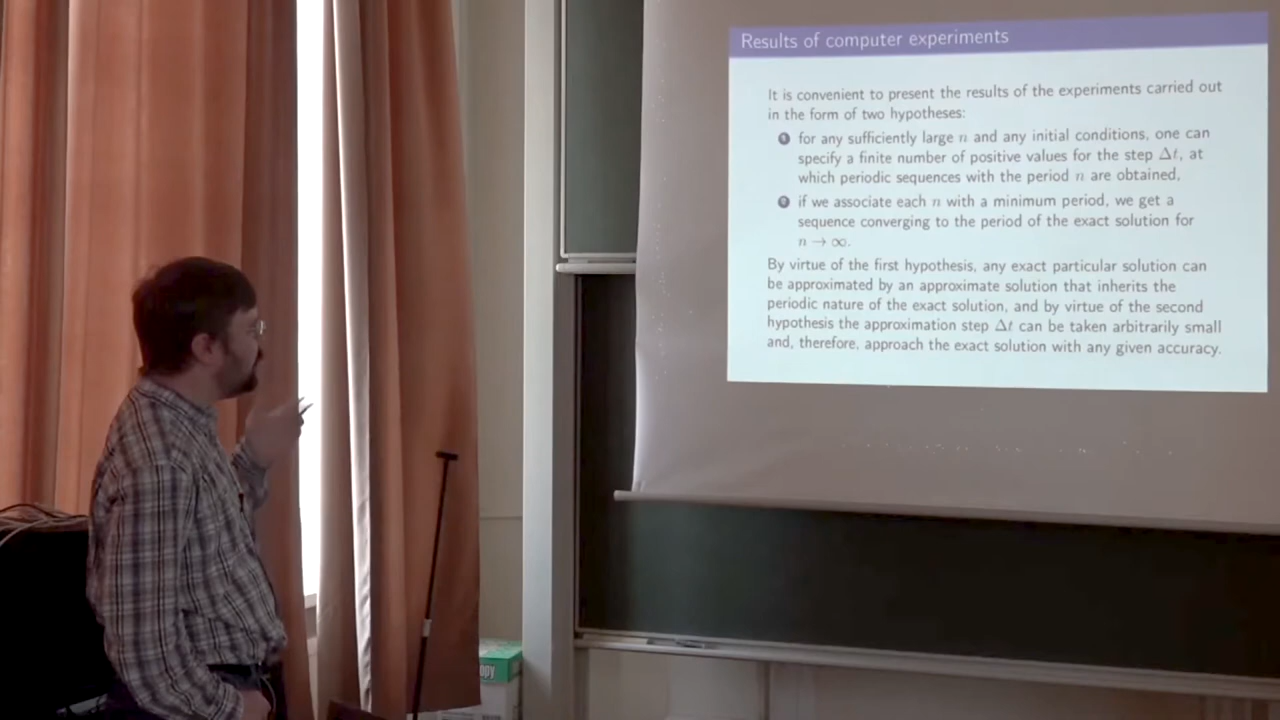 Results of computer experiments
It is convenient to present the results of the experiments carried out
in the form of two hypotheses:
1 for any sufficiently large n and any initial conditions, one can
specify a finite number of positive values for the step Δt, at
which periodic sequences with the period n are obtained,
2 if we associate each n with a minimum period, we get a
sequence converging to the period of the exact solution for
n → ∞.
By virtue of the first hypothesis, any exact particular solution can
be approximated by an approximate solution that inherits the
periodic nature of the exact solution, and by virtue of the second
hypothesis the approximation step Δt can be taken arbitrarily small
and, therefore, approach the exact solution with any given accuracy.
opy